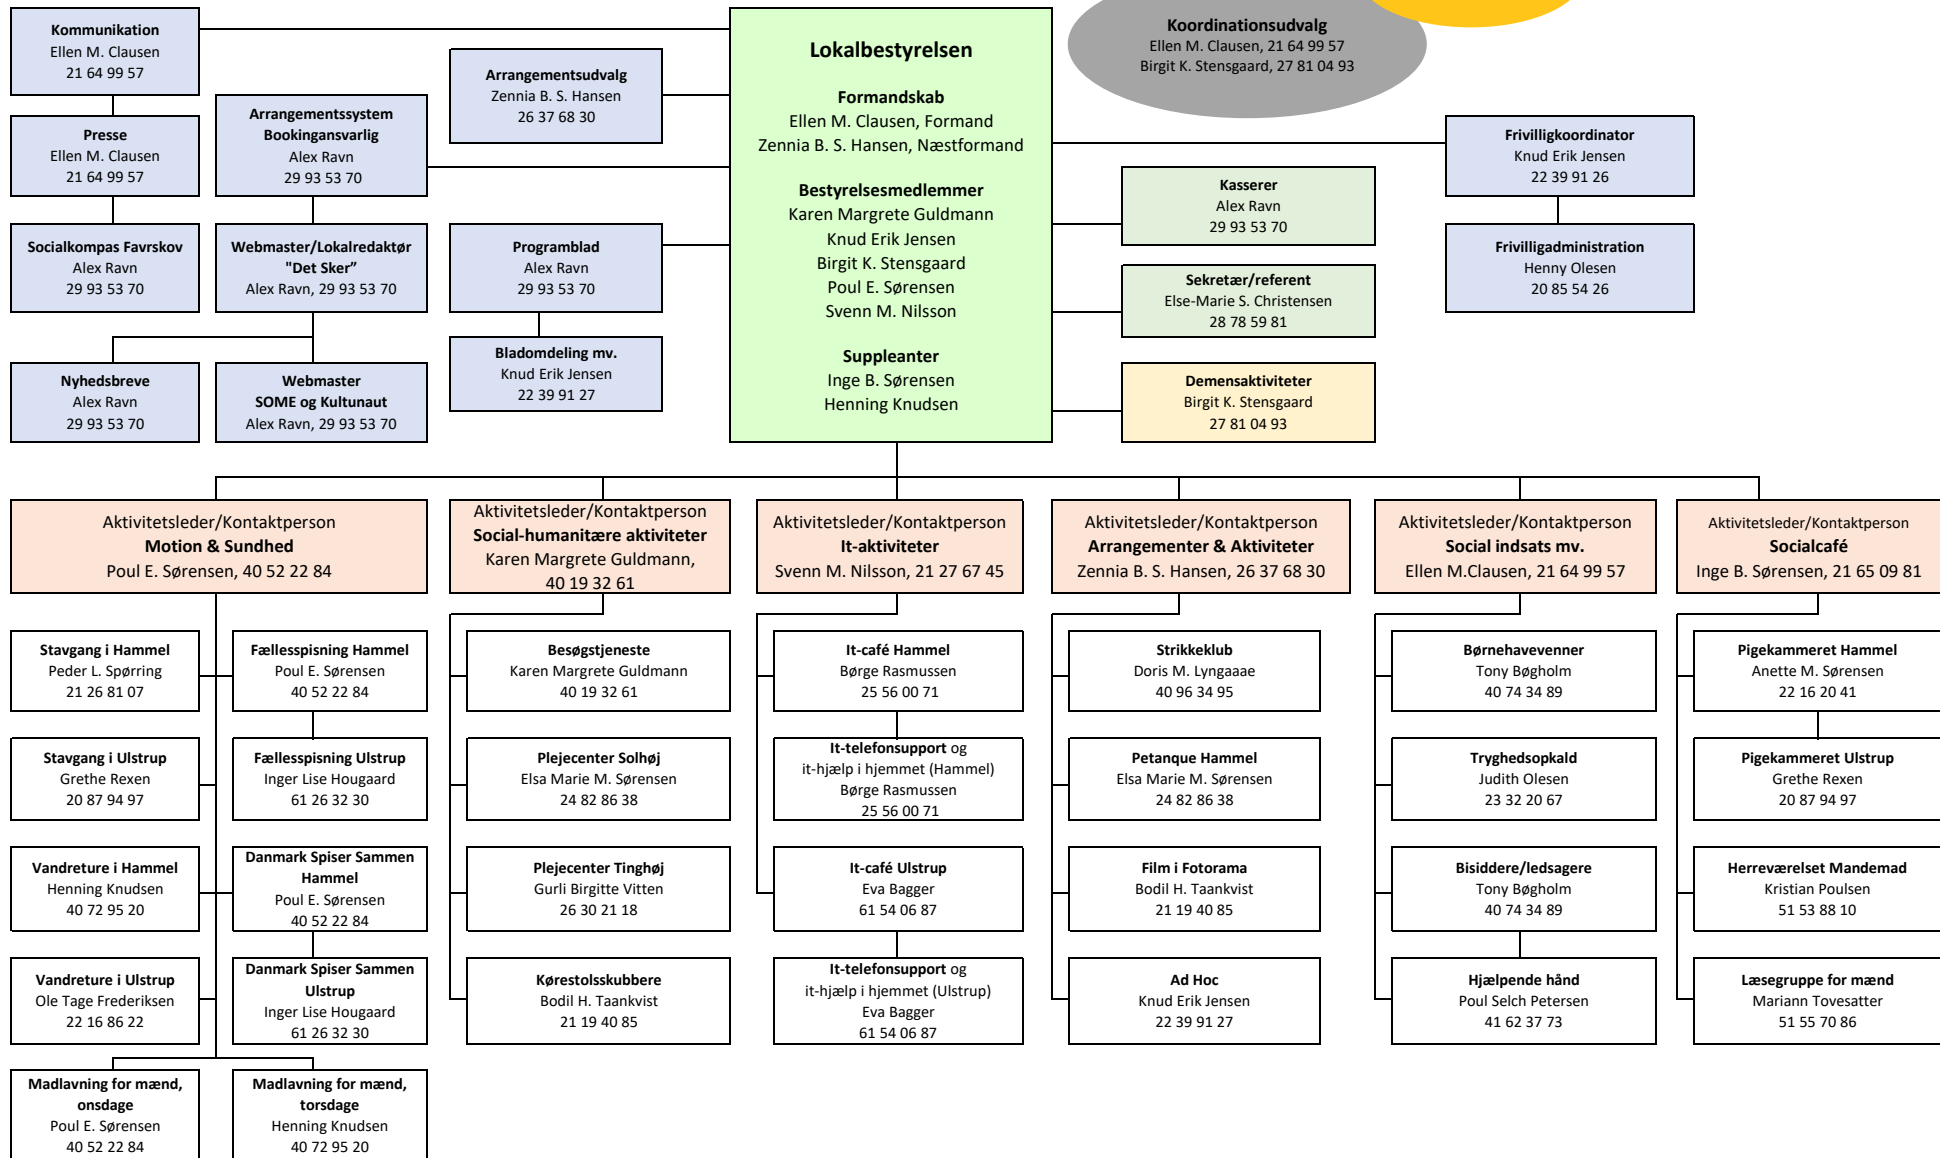 Kommunikation
Ellen M. Clausen
21 64 99 57
Presse
Ellen M. Clausen
21 64 99 57
Socialkompas Favrskov
Alex Ravn
29 93 53 70
Nyhedsbreve
Alex Ravn
29 93 53 70
Arrangementssystem
Bookingansvarlig
Alex Ravn
29 93 53 70
Webmaster/Lokalredaktør
"Det Sker”
Alex Ravn, 29 93 53 70
Webmaster
SOME og Kultunaut
Alex Ravn, 29 93 53 70
Arrangementsudvalg
Zennia B. S. Hansen
26 37 68 30
Programblad
Alex Ravn
29 93 53 70
Bladomdeling mv.
Knud Erik Jensen
22 39 91 27
Lokalbestyrelsen
Formandskab
Ellen M. Clausen, Formand
Zennia B. S. Hansen, Næstformand
Bestyrelsesmedlemmer
Karen Margrete Guldmann
Knud Erik Jensen
Birgit K. Stensgaard
Poul E. Sørensen
Svenn M. Nilsson
Suppleanter
Inge B. Sørensen
Henning Knudsen
Koordinationsudvalg
Ellen M. Clausen, 21 64 99 57
Birgit K. Stensgaard, 27 81 04 93
Kasserer
Alex Ravn
29 93 53 70
Sekretær/referent
Else-Marie S. Christensen
28 78 59 81
Demensaktiviteter
Birgit K. Stensgaard
27 81 04 93
Frivilligkoordinator
Knud Erik Jensen
22 39 91 26
Frivilligadministration
Henny Olesen
20 85 54 26
Aktivitetsleder/Kontaktperson
Motion & Sundhed
Poul E. Sørensen, 40 52 22 84
Stavgang i Hammel
Peder L. Spørring
21 26 81 07
Stavgang i Ulstrup
Grethe Rexen
20 87 94 97
Vandreture i Hammel
Henning Knudsen
40 72 95 20
Vandreture i Ulstrup
Ole Tage Frederiksen
22 16 86 22
Madlavning for mænd,
onsdage
Poul E. Sørensen
40 52 22 84
Fællesspisning Hammel
Poul E. Sørensen
40 52 22 84
Fællesspisning Ulstrup
Inger Lise Hougaard
61 26 32 30
Danmark Spiser Sammen
Hammel
Poul E. Sørensen
40 52 22 84
Danmark Spiser Sammen
Ulstrup
Inger Lise Hougaard
61 26 32 30
Madlavning for mænd,
torsdage
Henning Knudsen
40 72 95 20
Aktivitetsleder/Kontaktperson
Social-humanitære aktiviteter
Karen Margrete Guldmann,
40 19 32 61
Besøgstjeneste
Karen Margrete Guldmann
40 19 32 61
Plejecenter Solhøj
Elsa Marie M. Sørensen
24 82 86 38
Plejecenter Tinghøj
Gurli Birgitte Vitten
26 30 21 18
Kørestolsskubbere
Bodil H. Taankvist
21 19 40 85
Aktivitetsleder/Kontaktperson
It-aktiviteter
Svenn M. Nilsson, 21 27 67 45
It-café Hammel
Børge Rasmussen
25 56 00 71
It-telefonsupport og
it-hjælp i hjemmet (Hammel)
Børge Rasmussen
25 56 00 71
It-café Ulstrup
Eva Bagger
61 54 06 87
It-telefonsupport og
it-hjælp i hjemmet (Ulstrup)
Eva Bagger
61 54 06 87
Aktivitetsleder/Kontaktperson
Arrangementer & Aktiviteter
Zennia B. S. Hansen, 26 37 68 30
Strikkeklub
Doris M. Lyngaaae
40 96 34 95
Petanque Hammel
Elsa Marie M. Sørensen
24 82 86 38
Film i Fotorama
Bodil H. Taankvist
21 19 40 85
Ad Hoc
Knud Erik Jensen
22 39 91 27
Aktivitetsleder/Kontaktperson
Social indsats mv.
Ellen M.Clausen, 21 64 99 57
Børnehavevenner
Tony Bøgholm
40 74 34 89
Tryghedsopkald
Judith Olesen
23 32 20 67
Bisiddere/ledsagere
Tony Bøgholm
40 74 34 89
Hjælpende hånd
Poul Selch Petersen
41 62 37 73
Aktivitetsleder/Kontaktperson
Socialcafé
Inge B. Sørensen, 21 65 09 81
Pigekammeret Hammel
Anette M. Sørensen
22 16 20 41
Pigekammeret Ulstrup
Grethe Rexen
20 87 94 97
Herreværelset Mandemad
Kristian Poulsen
51 53 88 10
Læsegruppe for mænd
Mariann Tovesatter
51 55 70 86